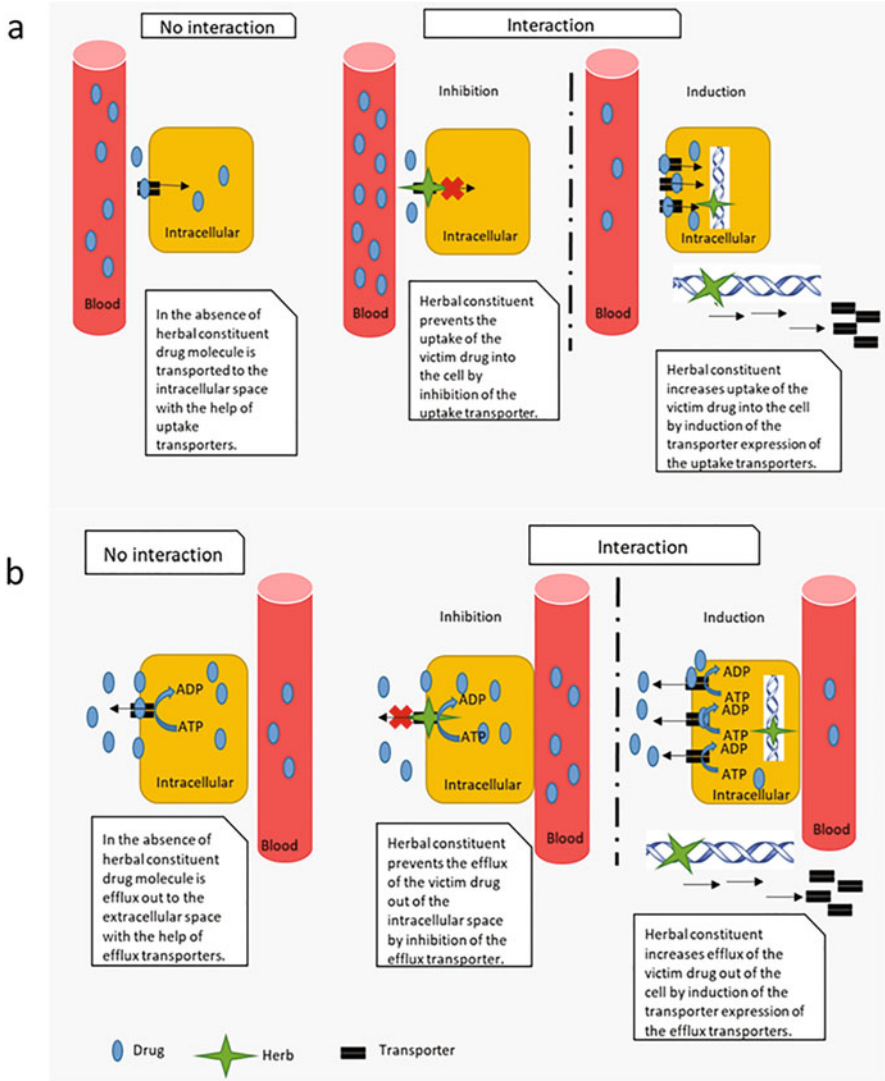 a
No interaction
Interaction
Inhibition
Induction
Intracellular
Intracellular
Intracellular
Blood
Blood
Blood
In the absence of
herbal constituent
drug molecule is
transported to the
intracellular space
with the help of
uptake
transporters.
Herbal constituent
prevents the
uptake of the
victim drug into
the cell by
inhibition of the
uptake transporter.
Herbal constituent
increases uptake of the
victim drug into the cell
by induction of the
transporter expression of
the uptake transporters.
b
No interaction
Interaction
Inhibition
Induction
ADP
ATP
Intracellular
Blood
ADP
ATP
Intracellular
Blood
ADP
ATP
ADP
ATP
ADP
ATP
Intracellular
Blood
In the absence of
herbal constituent
drug molecule is
efflux out to the
extracellular space
with the help of
efflux transporters.
Herbal constituent
prevents the efflux
of the victim drug
out of the
intracellular space
by inhibition of the
efflux transporter.
Herbal constituent
increases efflux of the
victim drug out of the
cell by induction of the
transporter expression of
the efflux transporters.
Drug
Herb
Transporter